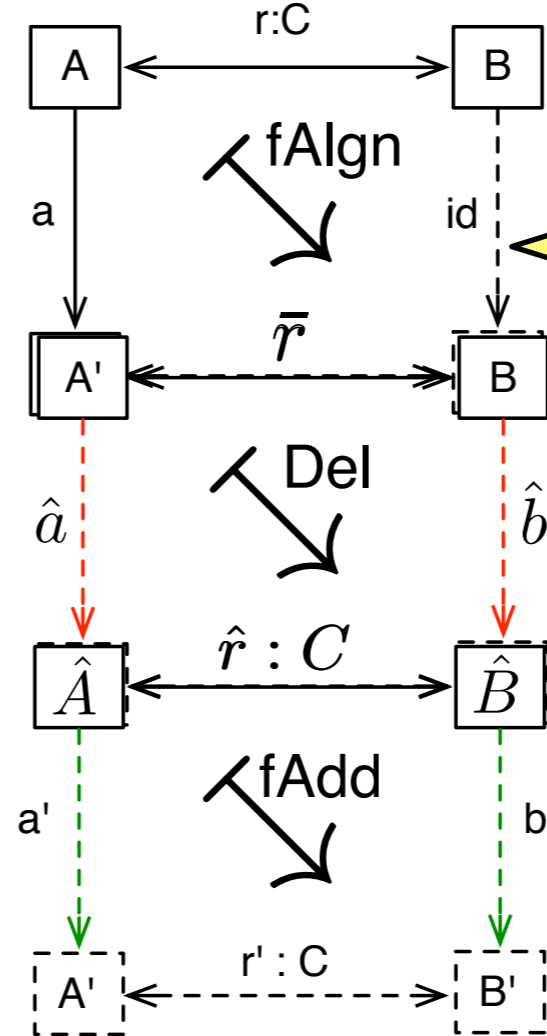 r:C
A
B
fAlgn
a
id
r̄
A'
B
Del
â
b̂
r̂ : C
Â
B̂
fAdd
a'
b
r' : C
A'
B'